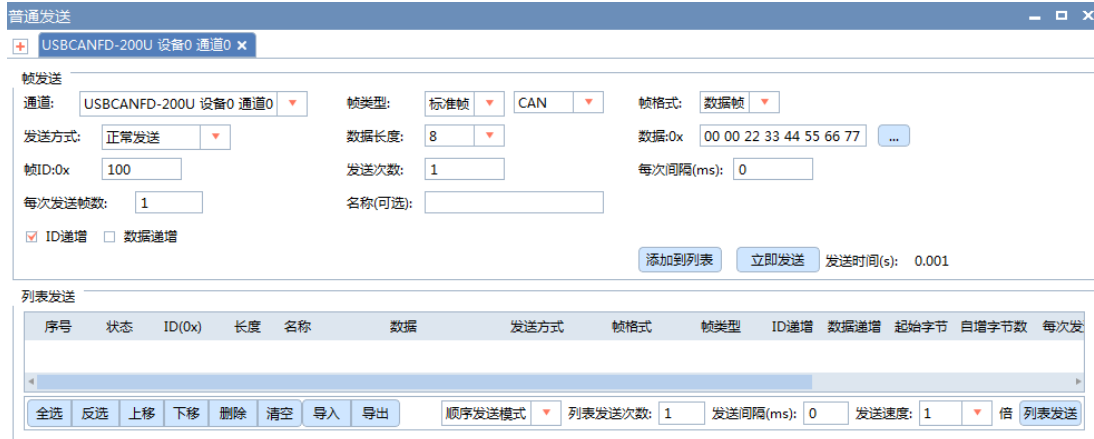 普通发送
USBCANFD-200U 设备0 通道0
帧发送
通道: USBCANFD-200U 设备0 通道0 帧类型: 标准帧 CAN 帧格式: 数据帧
发送方式: 正常发送 数据长度: 8 数据:0x 00 00 22 33 44 55 66 77 ...
帧ID:0x 100 发送次数: 1 每次间隔(ms): 0
每次发送帧数: 1 名称(可选):
ID递增 数据递增
添加到列表 立即发送 发送时间(s): 0.001
列表发送
序号 状态 ID(0x) 长度 名称 数据 发送方式 帧格式 帧类型 ID递增 数据递增 起始字节 自增字节数 每次发
全选 反选 上移 下移 删除 清空 导入 导出 顺序发送模式 列表发送次数: 1 发送间隔(ms): 0 发送速度: 1 倍 列表发送